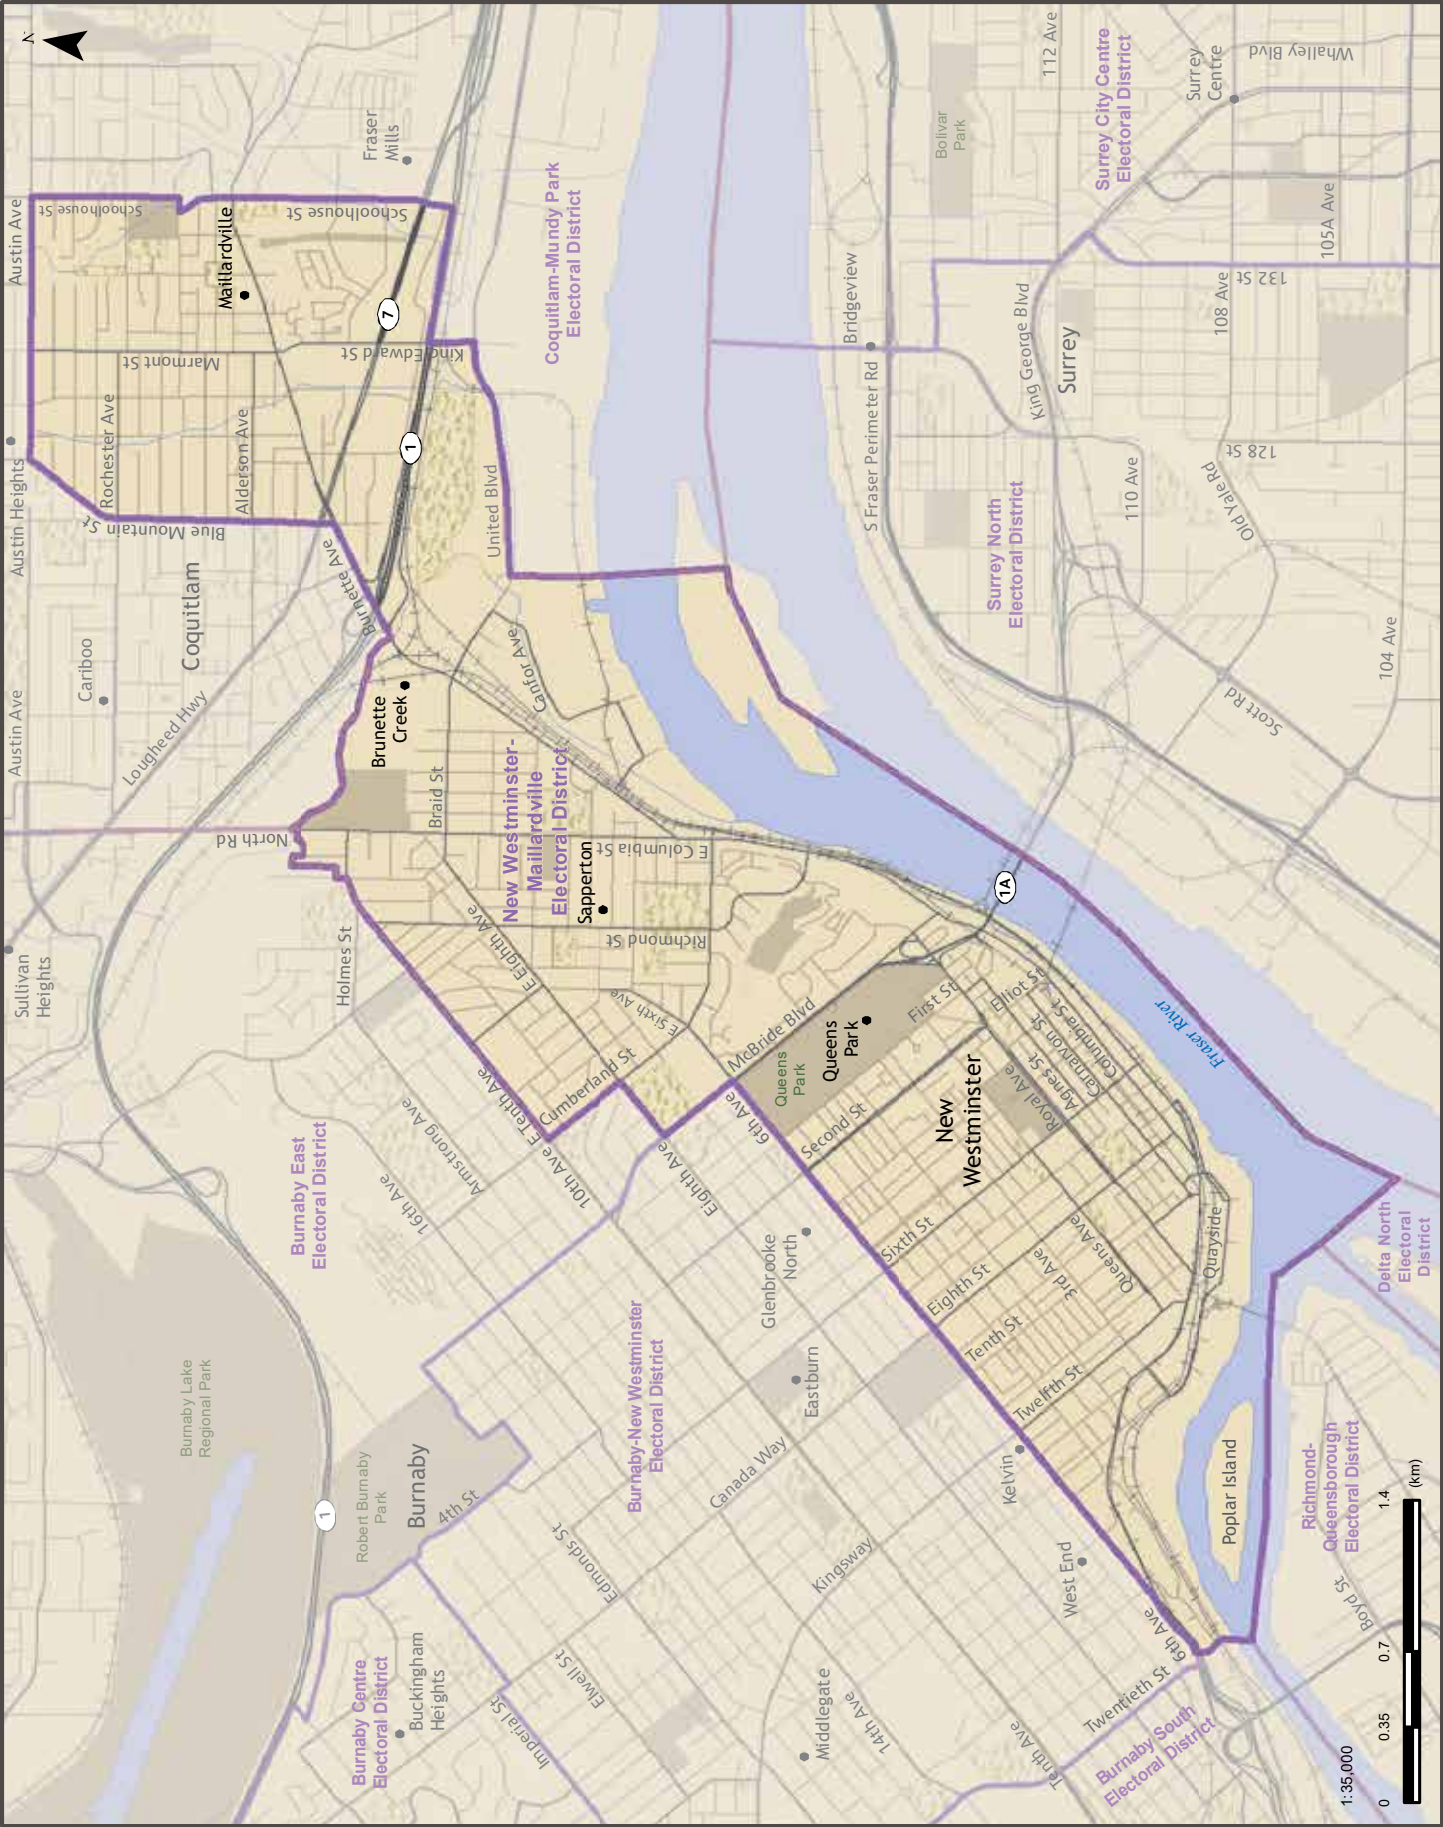 N
Austin Ave
Schoolhouse St
Schoolhouse St
Maillardville
Fraser
Mills
Marmont St
King Edward St
7
1
Rochester Ave
Alderson Ave
Blue Mountain St
Austin Heights
United Blvd
Coquitlam-Mundy Park
Electoral District
Coquitlam
Cariboo
Austin Ave
Lougheed Hwy
Burnette Ave
Brunette
Creek
Canfor Ave
Braid St
New Westminster-
Maillardville
Electoral District
North Rd
E Columbia St
Sapperton
Richmond St
Holmes St
Sullivan
Heights
E Eighth Ave
E Sixth Ave
Cumberland St
E Tenth Ave
10th Ave
McBride Blvd
Queens
Park
Queens
Park
First St
Second St
6th Ave
Eighth Ave
Armstrong Ave
16th Ave
Burnaby East
Electoral District
Elliot St
Columbia St
Carnarvon St
Agnes St
Royal Ave
New
Westminster
Sixth St
Eighth St
Tenth St
Twelfth St
3rd Ave
Queens Ave
Quayside
Fraser River
1A
Glenbrooke
North
Eastburn
Canada Way
Kingsway
Kelvin
West End
Burnaby-New Westminster
Electoral District
Burnaby Lake
Regional Park
Robert Burnaby
Park
Burnaby
1
4th St
Edmonds St
Elwell St
Imperial St
Buckingham
Heights
Burnaby Centre
Electoral District
Middlegate
14th Ave
Tenth Ave
Twentieth St
6th Ave
Burnaby South
Electoral District
Poplar Island
Richmond-
Queensborough
Electoral District
Boyd St
Delta North
Electoral
District
Surrey City Centre
Electoral District
Surrey
Centre
Whalley Blvd
112 Ave
Bolivar
Park
105A Ave
132 St
108 Ave
Bridgeview
S Fraser Perimeter Rd
King George Blvd
Surrey
128 St
Old Yale Rd
110 Ave
Surrey North
Electoral District
104 Ave
Scott Rd
1:35,000
0
0.35
0.7
1.4
(km)